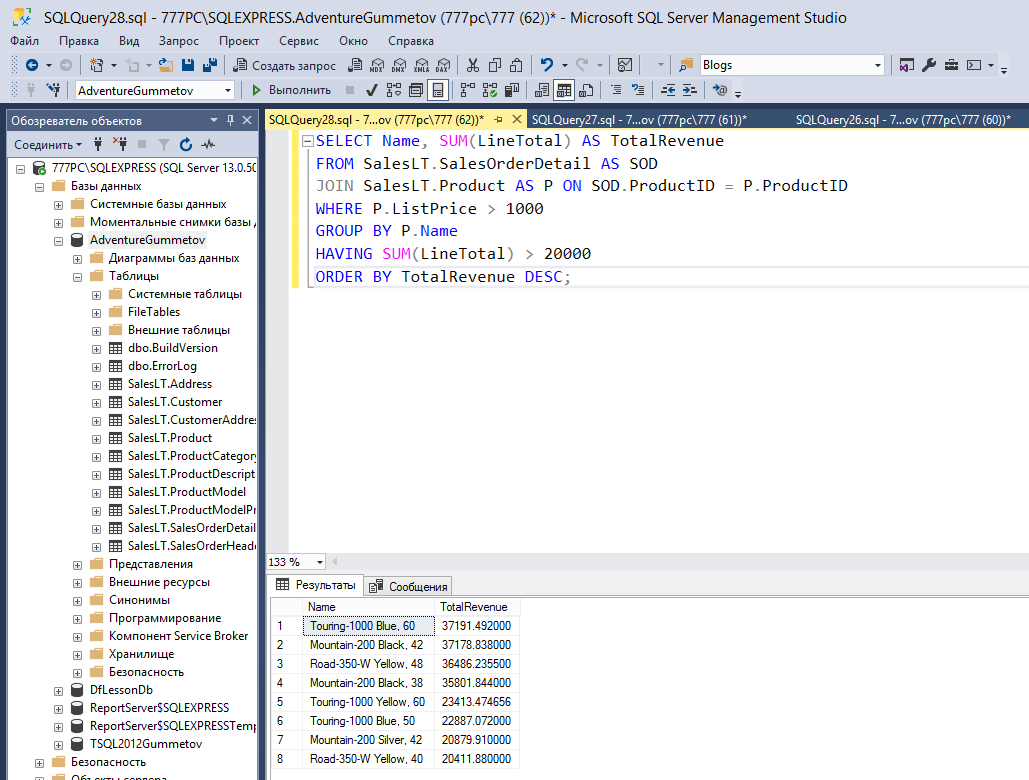 SQLQuery28.sql - 777PC\SQLEXPRESS.AdventureGummetov (777pc\777 (62))* - Microsoft SQL Server Management Studio
Файл Правка Вид Запрос Проект Сервис Окно Справка
Создать запрос MDX DMX XMLA DAX Blogs
AdventureGummetov Выполнить
Обозреватель объектов
SQLQuery28.sql - 7...ov (777pc\777 (62))* SQLQuery27.sql - 7...ov (777pc\777 (61))* SQLQuery26.sql - 7...ov (777pc\777 (60))*
Соединить
777PC\SQLEXPRESS (SQL Server 13.0.50
Базы данных
Системные базы данных
Моментальные снимки базы
AdventureGummetov
Диаграммы баз данных
Таблицы
Системные таблицы
FileTables
Внешние таблицы
dbo.BuildVersion
dbo.ErrorLog
SalesLT.Address
SalesLT.Customer
SalesLT.CustomerAddre
SalesLT.Product
SalesLT.ProductCategory
SalesLT.ProductDescript
SalesLT.ProductModel
SalesLT.ProductModelPr
SalesLT.SalesOrderDetail
SalesLT.SalesOrderHeade
Представления
Внешние ресурсы
Синонимы
Программирование
Компонент Service Broker
Хранилище
Безопасность
DfLessonDb
ReportServer$SQLEXPRESS
ReportServer$SQLEXPRESSTemp
TSQL2012Gummetov
Безопасность
Объекты сервера
SELECT Name, SUM(LineTotal) AS TotalRevenue
FROM SalesLT.SalesOrderDetail AS SOD
JOIN SalesLT.Product AS P ON SOD.ProductID = P.ProductID
WHERE P.ListPrice > 1000
GROUP BY P.Name
HAVING SUM(LineTotal) > 20000
ORDER BY TotalRevenue DESC;
133 %
Результаты Сообщения
Name TotalRevenue
1 Touring-1000 Blue, 60 37191.492000
2 Mountain-200 Black, 42 37178.838000
3 Road-350-W Yellow, 48 36486.235500
4 Mountain-200 Black, 38 35801.844000
5 Touring-1000 Yellow, 60 23413.474656
6 Touring-1000 Blue, 50 22887.072000
7 Mountain-200 Silver, 42 20879.910000
8 Road-350-W Yellow, 40 20411.880000